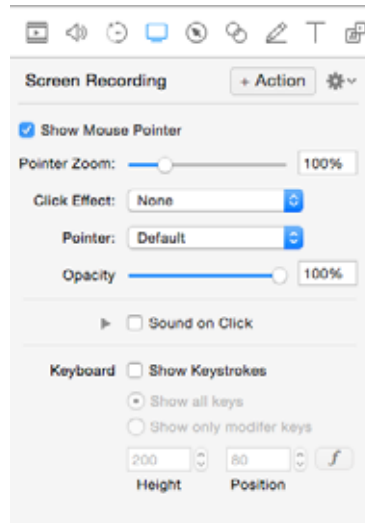 Screen Recording + Action
Show Mouse Pointer
Pointer Zoom: 100%
Click Effect: None
Pointer: Default
Opacity 100%
Sound on Click
Keyboard Show Keystrokes
Show all keys
Show only modifer keys
200 80 f
Height Position